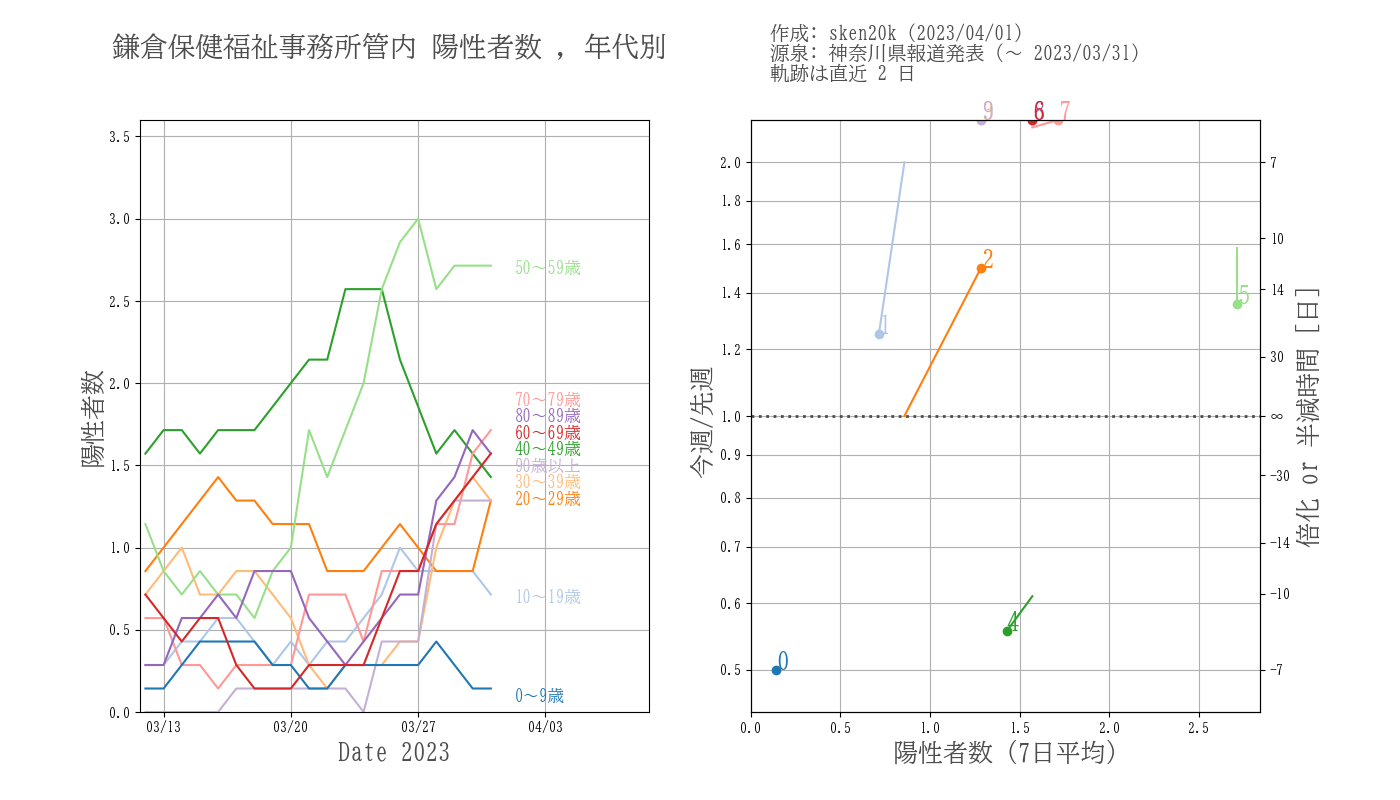 鎌倉保健福祉事務所管内 陽性者数 , 年代別
作成: sken20k (2023/04/01)
源泉: 神奈川県報道発表 (〜 2023/03/31)
軌跡は直近 2 日
陽性者数
3.5
3.0
2.5
2.0
1.5
1.0
0.5
0.0
03/13
03/20
03/27
04/03
Date 2023
50〜59歳
70〜79歳
80〜89歳
60〜69歳
40〜49歳
90歳以上
30〜39歳
20〜29歳
10〜19歳
0〜9歳
今週/先週
2.0
1.8
1.6
1.4
1.2
1.0
0.9
0.8
0.7
0.6
0.5
0.0
0.5
1.0
1.5
2.0
2.5
陽性者数 (7日平均)
9
6
7
2
1
5
4
0
7
10
14
30
∞
−30
−14
−10
−7
倍化 or 半減時間 [日]